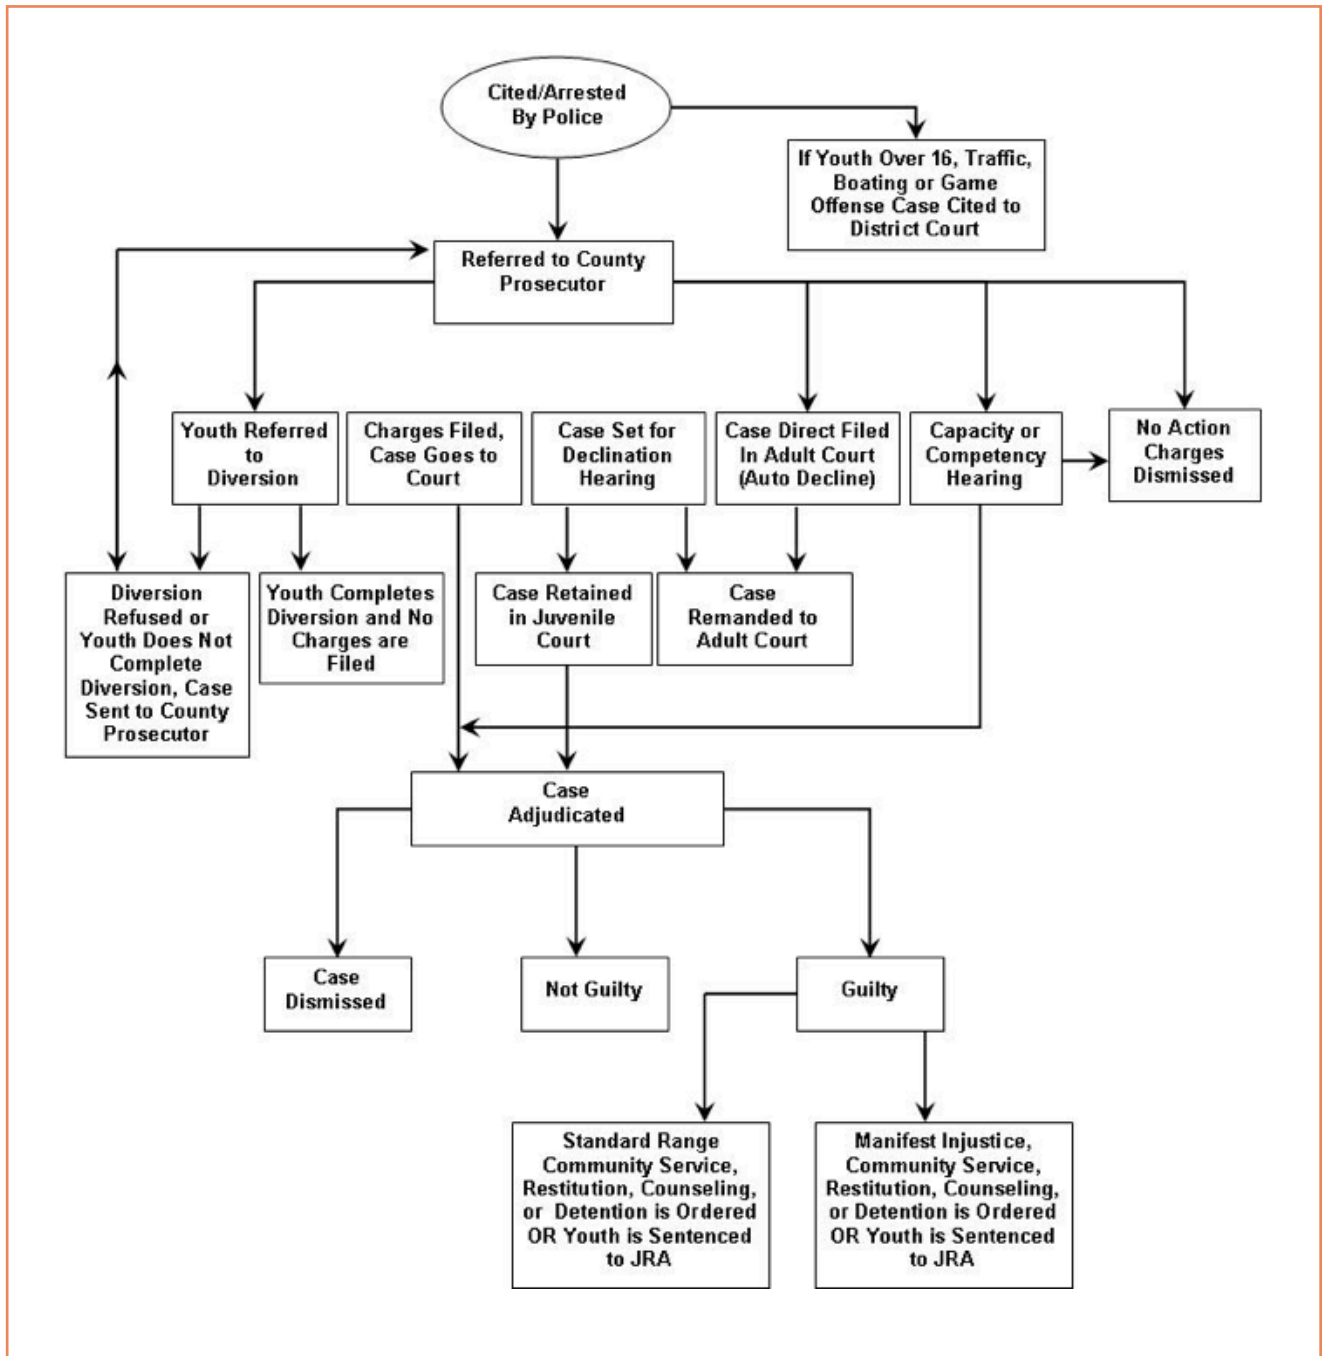 Cited/Arrested
By Police
If Youth Over 16, Traffic,
Boating or Game
Offense Case Cited to
District Court
Referred to County
Prosecutor
Youth Referred
to
Diversion
Charges Filed,
Case Goes to
Court
Case Set for
Declination
Hearing
Case Direct Filed
In Adult Court
(Auto Decline)
Capacity or
Competency
Hearing
No Action
Charges
Dismissed
Diversion
Refused or
Youth Does Not
Complete
Diversion, Case
Sent to County
Prosecutor
Youth Completes
Diversion and No
Charges are
Filed
Case Retained
in Juvenile
Court
Case
Remanded to
Adult Court
Case
Adjudicated
Case
Dismissed
Not Guilty
Guilty
Standard Range
Community Service,
Restitution, Counseling,
or Detention is Ordered
OR Youth is Sentenced
to JRA
Manifest Injustice,
Community Service,
Restitution, Counseling,
or Detention is Ordered
OR Youth is Sentenced
to JRA